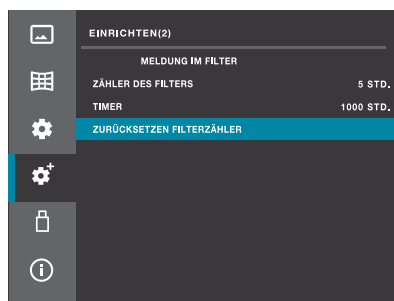 EINRICHTEN(2)
MELDUNG IM FILTER
ZÄHLER DES FILTERS 5 STD.
TIMER 1000 STD.
ZURÜCKSETZEN FILTERZÄHLER